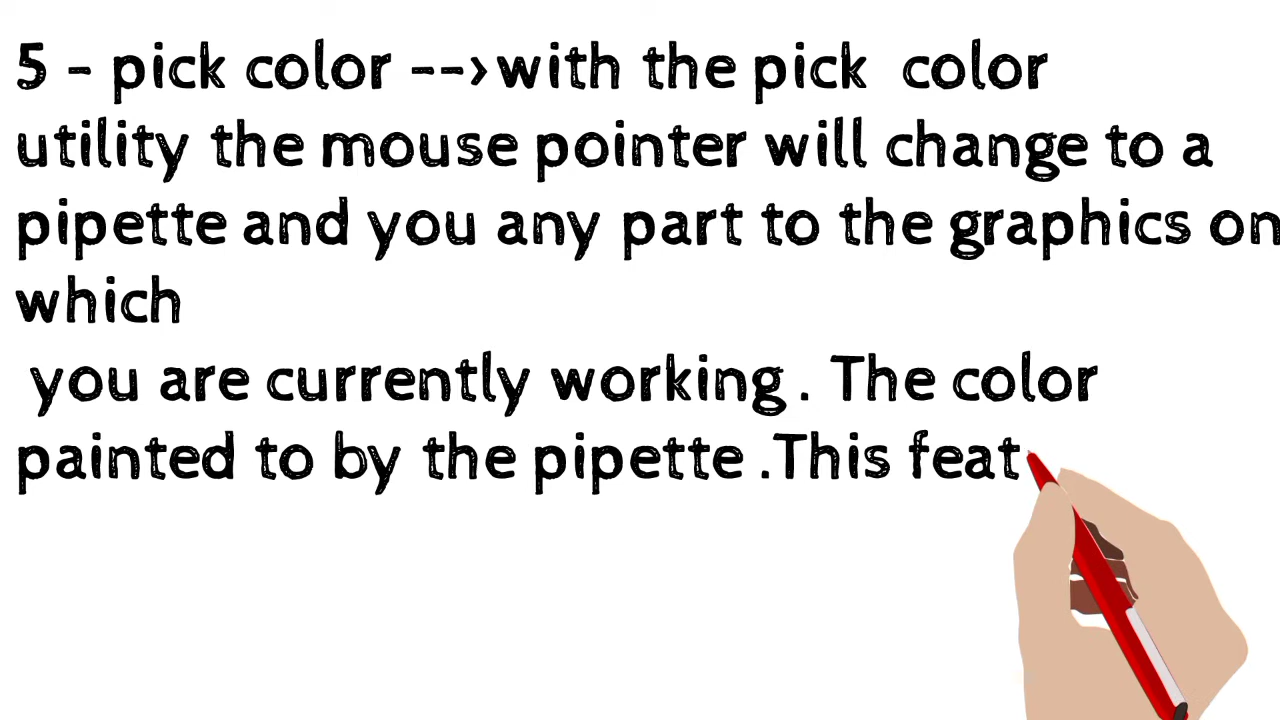 5 - pick color --> with the pick color
utility the mouse pointer will change to a
pipette and you any part to the graphics on
which
you are currently working . The color
painted to by the pipette .This feat